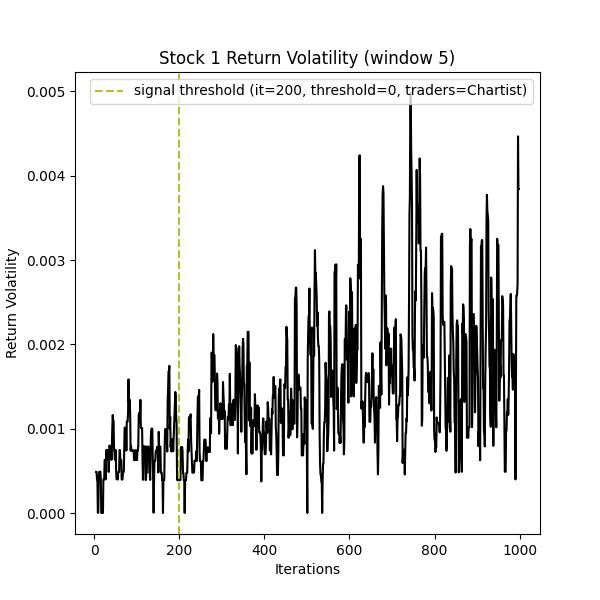 Stock 1 Return Volatility (window 5)
signal threshold (it=200, threshold=0, traders=Chartist)
0.005
0.004
0.003
0.002
0.001
0.000
Return Volatility
0 200 400 600 800 1000
Iterations